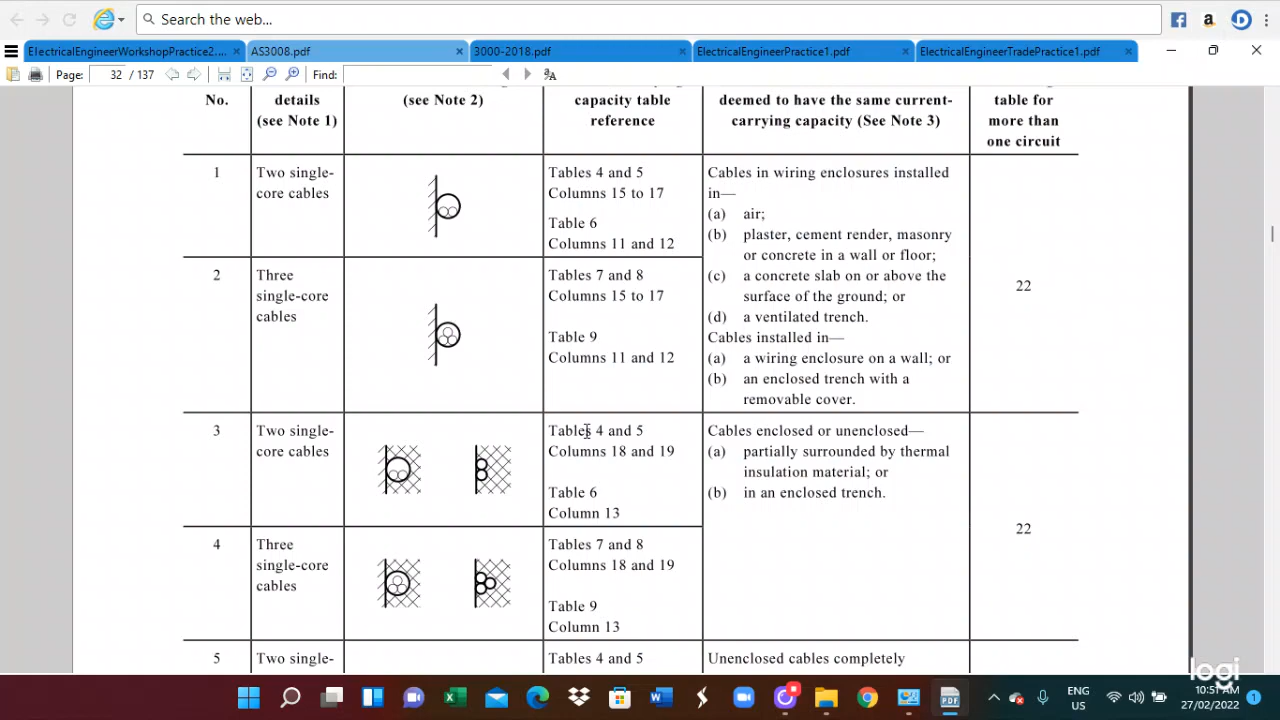 Search the web...
ElectricalEngineerWorkshopPractice2....
AS3008.pdf
3000-2018.pdf
ElectricalEngineerPractice1.pdf
ElectricalEngineerTradePractice1.pdf
Page: 32 / 137
Find:
No.
details
(see Note 1)
(see Note 2)
capacity table
reference
deemed to have the same current-
carrying capacity (See Note 3)
table for
more than
one circuit
1
Two single-
core cables
Tables 4 and 5
Columns 15 to 17
Table 6
Columns 11 and 12
Cables in wiring enclosures installed
in—
(a) air;
(b) plaster, cement render, masonry
or concrete in a wall or floor;
(c) a concrete slab on or above the
surface of the ground; or
(d) a ventilated trench.
Cables installed in—
(a) a wiring enclosure on a wall; or
(b) an enclosed trench with a
removable cover.
22
2
Three
single-core
cables
Tables 7 and 8
Columns 15 to 17
Table 9
Columns 11 and 12
3
Two single-
core cables
Tables 4 and 5
Columns 18 and 19
Table 6
Column 13
Cables enclosed or unenclosed—
(a) partially surrounded by thermal
insulation material; or
(b) in an enclosed trench.
22
4
Three
single-core
cables
Tables 7 and 8
Columns 18 and 19
Table 9
Column 13
5
Two single-
Tables 4 and 5
Unenclosed cables completely
logi
ENG
US
10:51 AM
27/02/2022